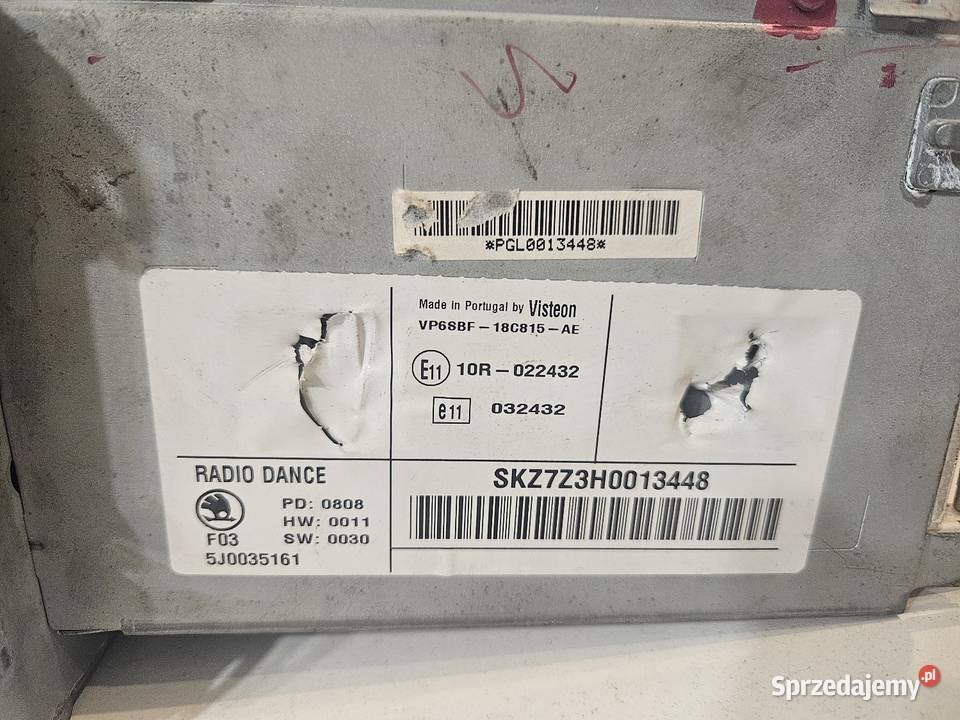 *PGL0013448*
Made in Portugal by Visteon
VP6SBF-18C815-AE
E11 10R-022432
e11 032432
RADIO DANCE
SKZ7Z3H0013448
PD: 0808
HW: 0011
F03 SW: 0030
5J0035161
Sprzedajemy.pl